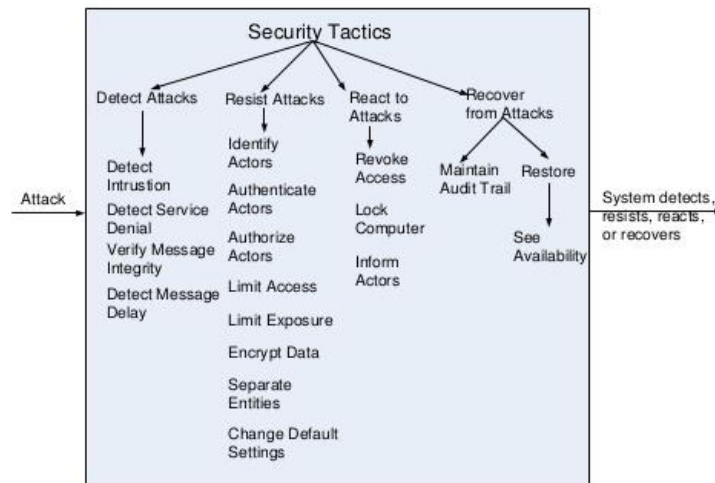 Security Tactics
Detect Attacks
Resist Attacks
React to
Attacks
Recover
from Attacks
Detect
Intrustion
Detect Service
Denial
Verify Message
Integrity
Detect Message
Delay
Identify
Actors
Authenticate
Actors
Authorize
Actors
Limit Access
Limit Exposure
Encrypt Data
Separate
Entities
Change Default
Settings
Revoke
Access
Lock
Computer
Inform
Actors
Maintain
Audit Trail
Restore
See
Availability
Attack
System detects,
resists, reacts,
or recovers